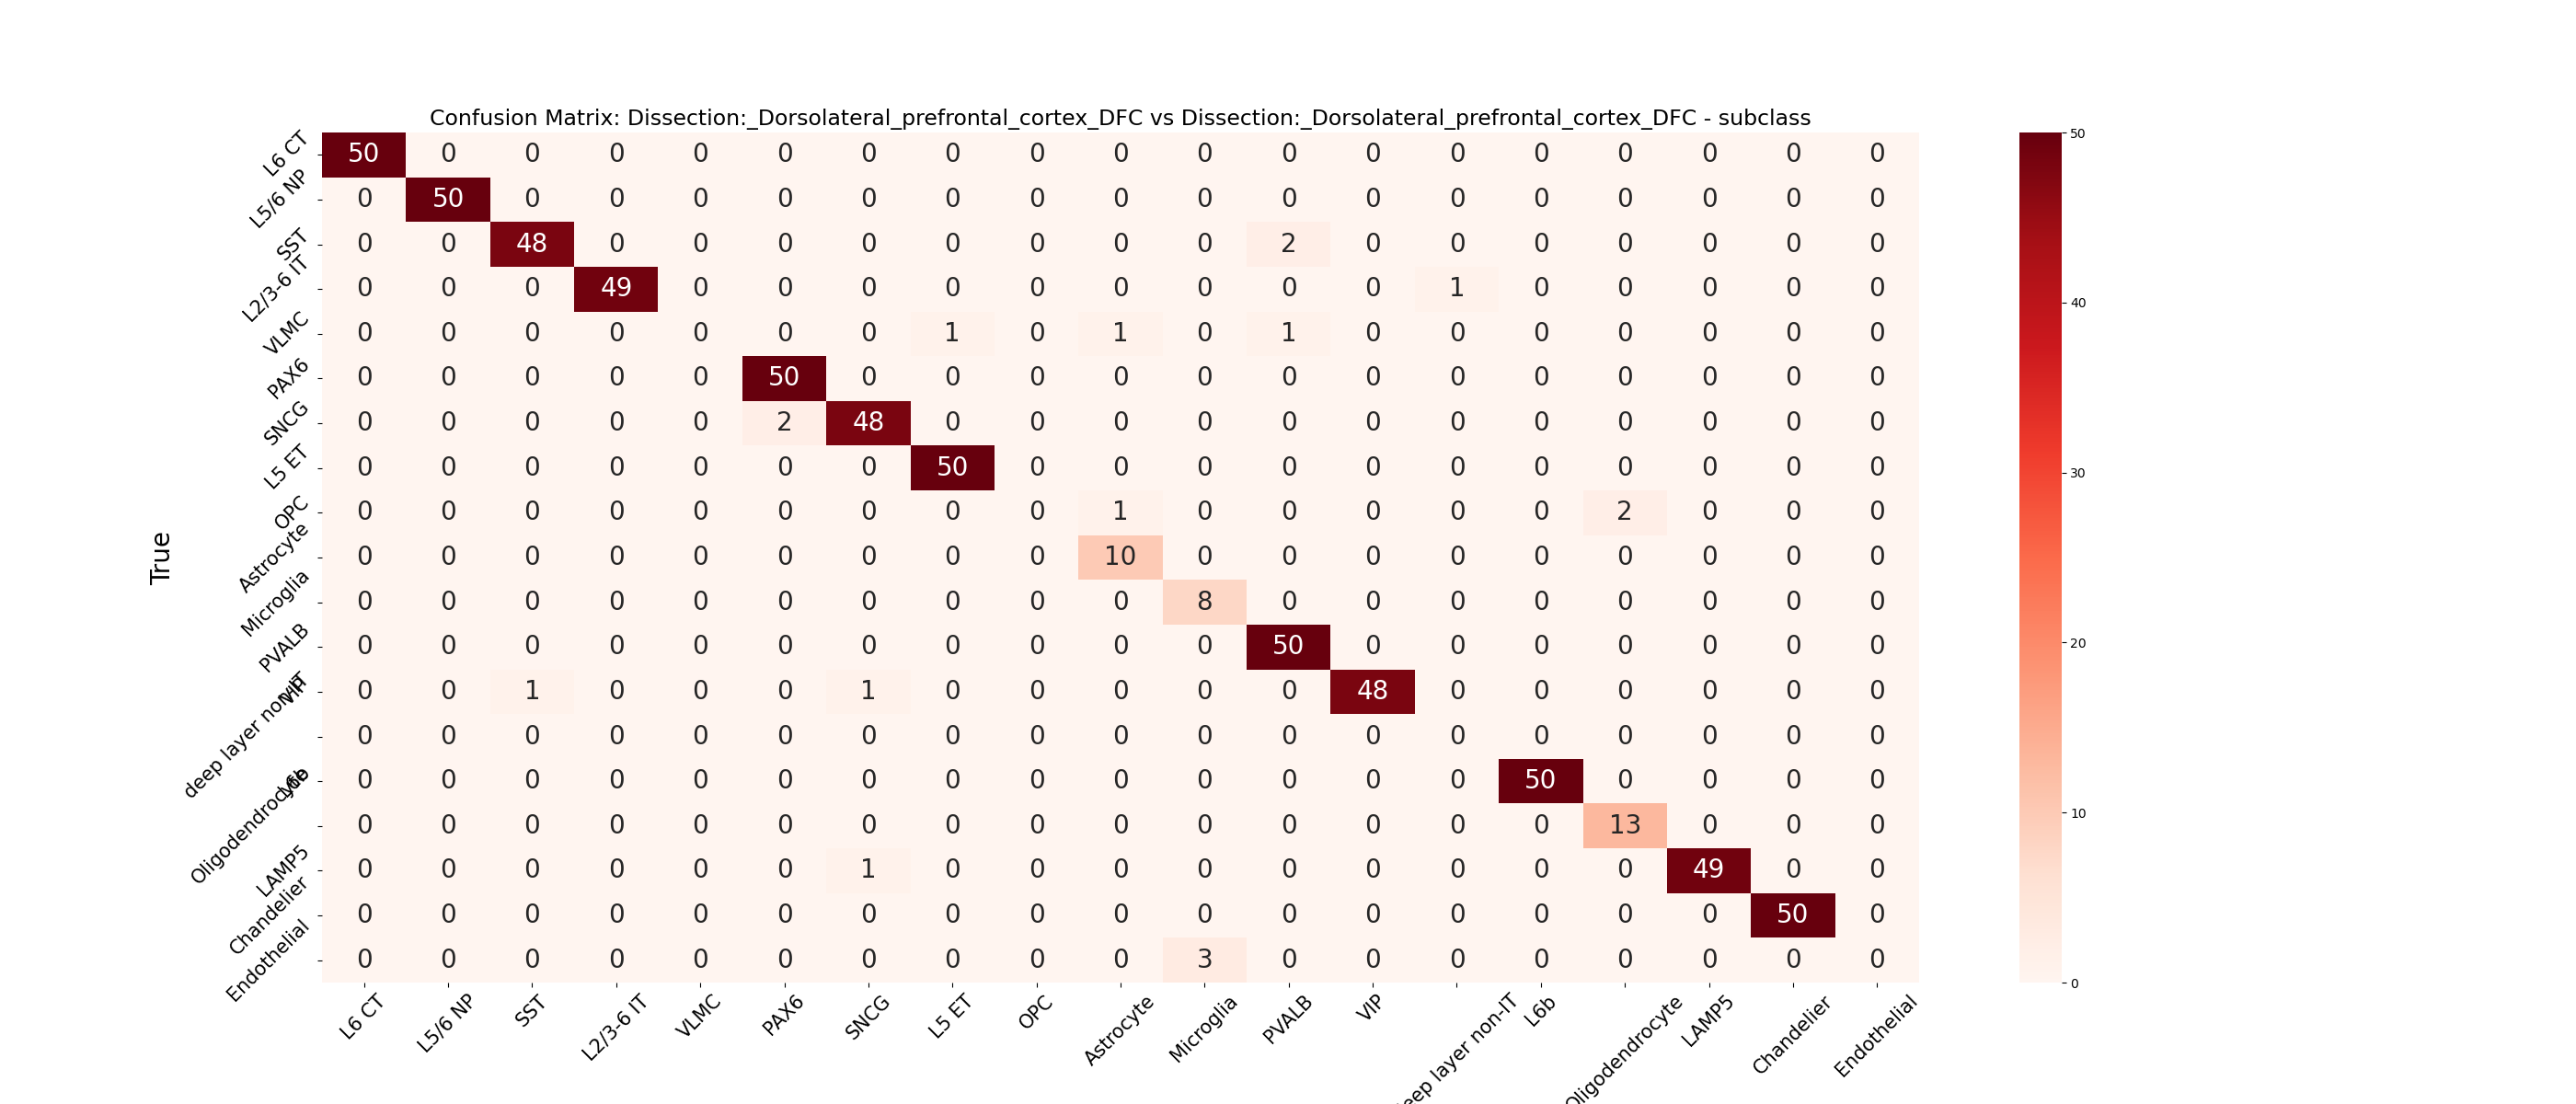 Confusion Matrix: Dissection:_Dorsolateral_prefrontal_cortex_DFC vs Dissection:_Dorsolateral_prefrontal_cortex_DFC - subclass
L6 CT 50 0 0 0 0 0 0 0 0 0 0 0 0 0 0 0 0 0 0
L5/6 NP 0 50 0 0 0 0 0 0 0 0 0 0 0 0 0 0 0 0 0
SST 0 0 48 0 0 0 0 0 0 0 0 2 0 0 0 0 0 0 0
L2/3-6 IT 0 0 0 49 0 0 0 0 0 0 0 0 0 1 0 0 0 0 0
VLMC 0 0 0 0 0 0 0 1 0 1 0 1 0 0 0 0 0 0 0
PAX6 0 0 0 0 0 50 0 0 0 0 0 0 0 0 0 0 0 0 0
SNCG 0 0 0 0 0 2 48 0 0 0 0 0 0 0 0 0 0 0 0
L5 ET 0 0 0 0 0 0 0 50 0 0 0 0 0 0 0 0 0 0 0
OPC 0 0 0 0 0 0 0 0 0 1 0 0 0 0 0 2 0 0 0
Astrocyte 0 0 0 0 0 0 0 0 0 10 0 0 0 0 0 0 0 0 0
Microglia 0 0 0 0 0 0 0 0 0 0 8 0 0 0 0 0 0 0 0
PVALB 0 0 0 0 0 0 0 0 0 0 0 50 0 0 0 0 0 0 0
VIP 0 0 1 0 0 0 1 0 0 0 0 0 48 0 0 0 0 0 0
deep layer non-IT 0 0 0 0 0 0 0 0 0 0 0 0 0 0 0 0 0 0 0
L6b 0 0 0 0 0 0 0 0 0 0 0 0 0 0 50 0 0 0 0
Oligodendrocyte 0 0 0 0 0 0 0 0 0 0 0 0 0 0 0 13 0 0 0
LAMP5 0 0 0 0 0 0 1 0 0 0 0 0 0 0 0 0 49 0 0
Chandelier 0 0 0 0 0 0 0 0 0 0 0 0 0 0 0 0 0 50 0
Endothelial 0 0 0 0 0 0 0 0 0 0 3 0 0 0 0 0 0 0 0
True
L6 CT L5/6 NP SST L2/3-6 IT VLMC PAX6 SNCG L5 ET OPC Astrocyte Microglia PVALB VIP deep layer non-IT L6b Oligodendrocyte LAMP5 Chandelier Endothelial
50
40
30
20
10
0